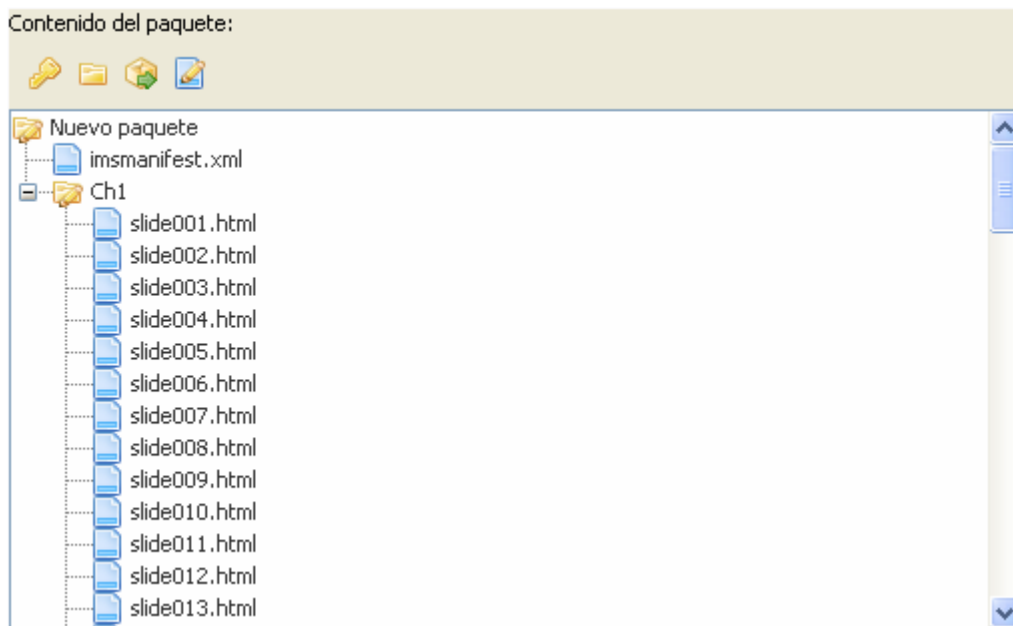 Contenido del paquete:
Nuevo paquete
imsmanifest.xml
Ch1
slide001.html
slide002.html
slide003.html
slide004.html
slide005.html
slide006.html
slide007.html
slide008.html
slide009.html
slide010.html
slide011.html
slide012.html
slide013.html